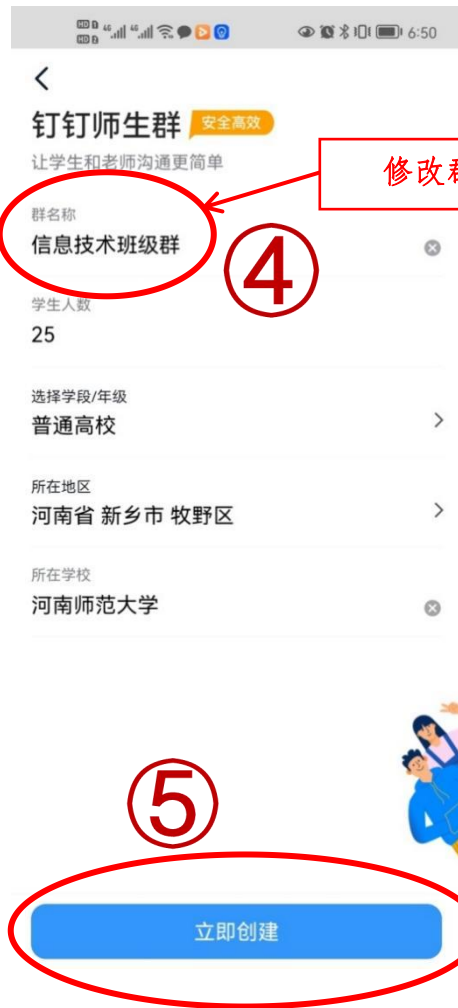 6:50
钉钉师生群 安全高效
让学生和老师沟通更简单
修改群
群名称
信息技术班级群
④
学生人数
25
选择学段/年级
普通高校
所在地区
河南省 新乡市 牧野区
所在学校
河南师范大学
⑤
立即创建